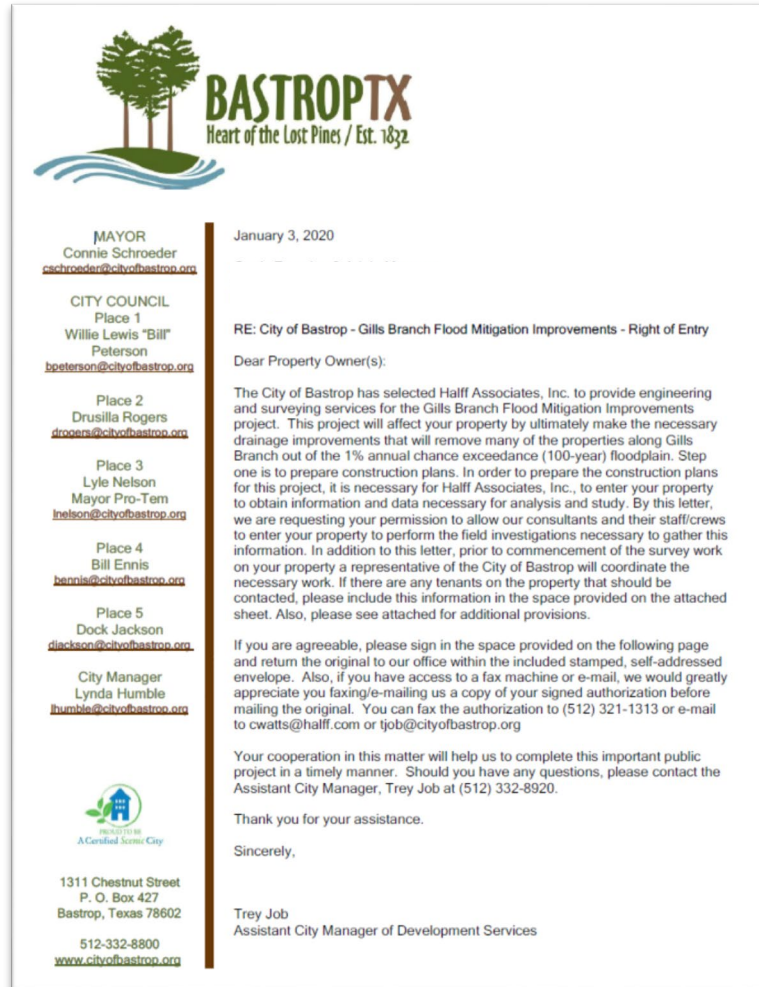 BASTROPTX
Heart of the Lost Pines / Est. 1832
MAYOR
Connie Schroeder
cschroeder@cityofbastrop.org
CITY COUNCIL
Place 1
Willie Lewis "Bill"
Peterson
bpeterson@cityofbastrop.org
Place 2
Drusilla Rogers
drogers@cityofbastrop.org
Place 3
Lyle Nelson
Mayor Pro-Tem
lnelson@cityofbastrop.org
Place 4
Bill Ennis
bennis@cityofbastrop.org
Place 5
Dock Jackson
djackson@cityofbastrop.org
City Manager
Lynda Humble
lhumble@cityofbastrop.org
PROUD TO BE
A Certified Scenic City
1311 Chestnut Street
P. O. Box 427
Bastrop, Texas 78602
512-332-8800
www.cityofbastrop.org
January 3, 2020
RE: City of Bastrop - Gills Branch Flood Mitigation Improvements - Right of Entry
Dear Property Owner(s):
The City of Bastrop has selected Halff Associates, Inc. to provide engineering
and surveying services for the Gills Branch Flood Mitigation Improvements
project. This project will affect your property by ultimately make the necessary
drainage improvements that will remove many of the properties along Gills
Branch out of the 1% annual chance exceedance (100-year) floodplain. Step
one is to prepare construction plans. In order to prepare the construction plans
for this project, it is necessary for Halff Associates, Inc., to enter your property
to obtain information and data necessary for analysis and study. By this letter,
we are requesting your permission to allow our consultants and their staff/crews
to enter your property to perform the field investigations necessary to gather this
information. In addition to this letter, prior to commencement of the survey work
on your property a representative of the City of Bastrop will coordinate the
necessary work. If there are any tenants on the property that should be
contacted, please include this information in the space provided on the attached
sheet. Also, please see attached for additional provisions.
If you are agreeable, please sign in the space provided on the following page
and return the original to our office within the included stamped, self-addressed
envelope. Also, if you have access to a fax machine or e-mail, we would greatly
appreciate you faxing/e-mailing us a copy of your signed authorization before
mailing the original. You can fax the authorization to (512) 321-1313 or e-mail
to cwatts@halff.com or tjob@cityofbastrop.org
Your cooperation in this matter will help us to complete this important public
project in a timely manner. Should you have any questions, please contact the
Assistant City Manager, Trey Job at (512) 332-8920.
Thank you for your assistance.
Sincerely,
Trey Job
Assistant City Manager of Development Services